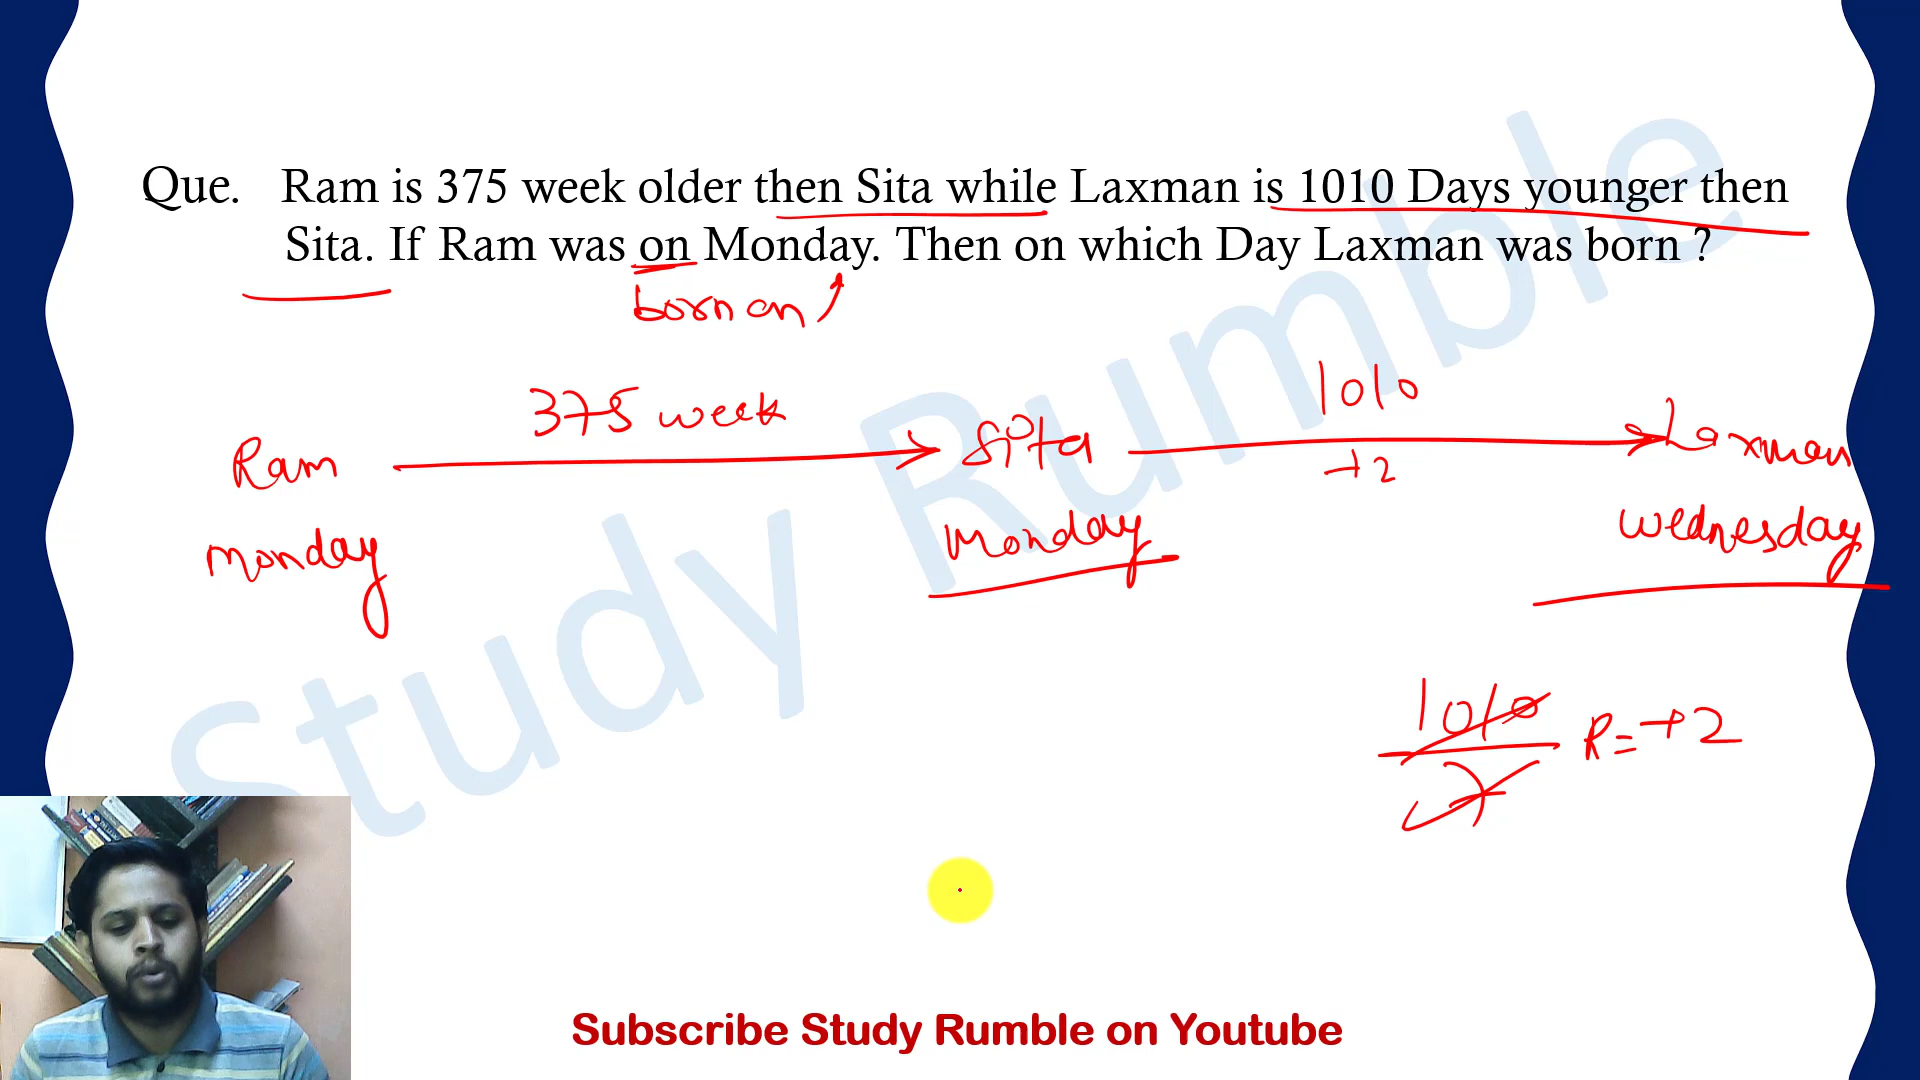 Que. Ram is 375 week older then Sita while Laxman is 1010 Days younger then
Sita. If Ram was on Monday. Then on which Day Laxman was born ?
born on
375 week
1010
Ram
Sita
Laxman
+2
Monday
Monday
Wednesday
1010
7
R=+2
Study Rumble
Subscribe Study Rumble on Youtube